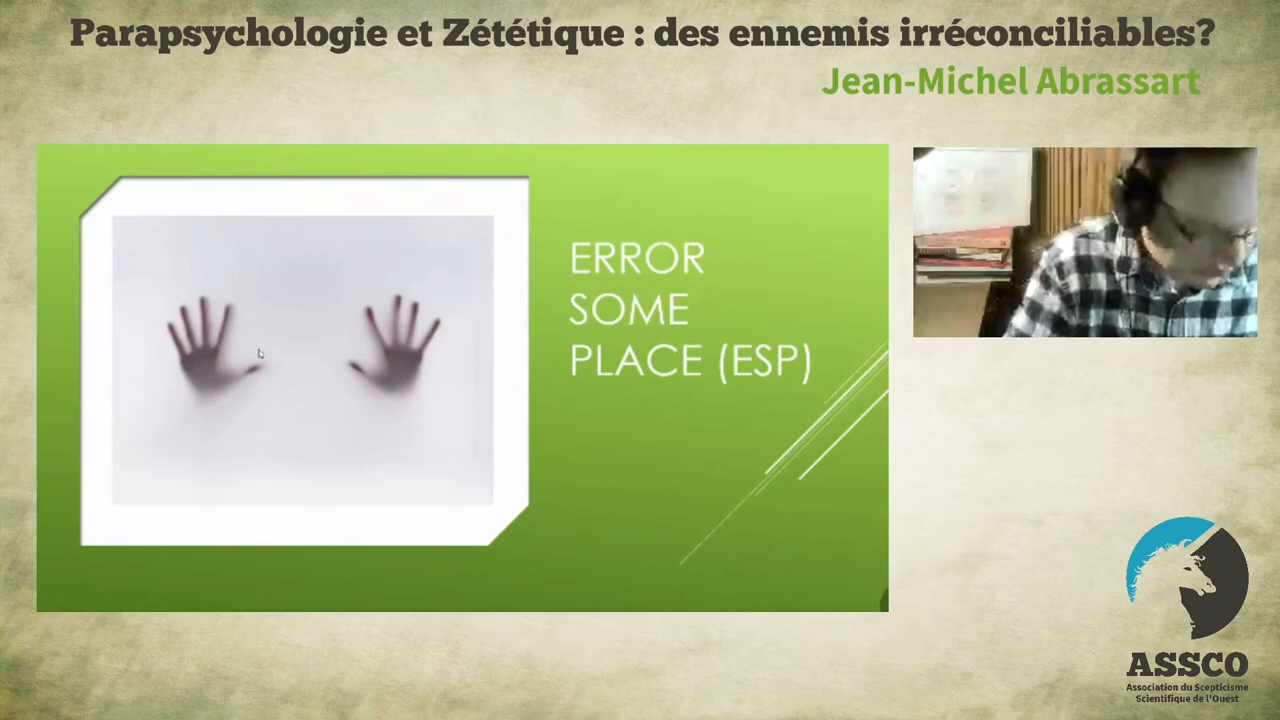 Parapsychologie et Zététique : des ennemis irréconciliables?
Jean-Michel Abrassart
ERROR
SOME
PLACE (ESP)
ASSCO
Association du Scepticisme
Scientifique de l'Ouest